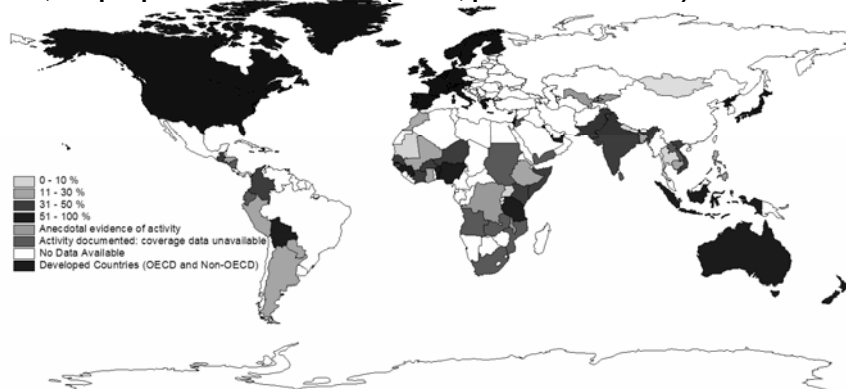 0 - 10 %
11 - 30 %
31 - 50 %
51 - 100 %
Anecdotal evidence of activity
Activity documented: coverage data unavailable
No Data Available
Developed Countries (OECD and Non-OECD)